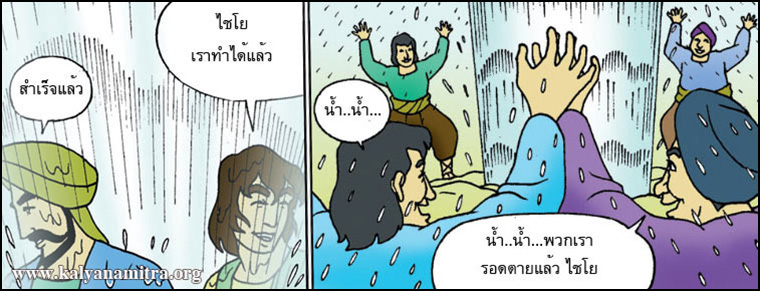 ไชโย
เราทำได้แล้ว
สำเร็จแล้ว
น้ำ..น้ำ...
น้ำ..น้ำ...พวกเรา
รอดตายแล้ว ไชโย
www.kalyanamitra.org